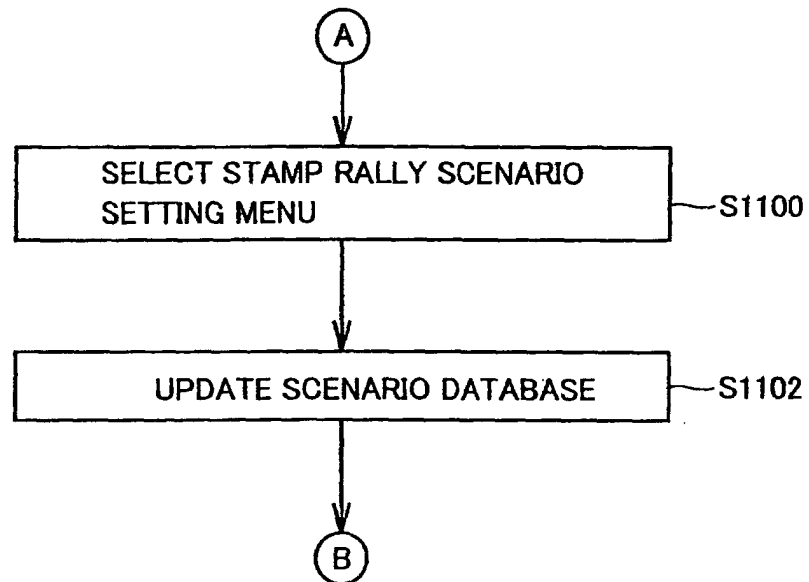 A
SELECT STAMP RALLY SCENARIO
SETTING MENU
S1100
UPDATE SCENARIO DATABASE
S1102
B